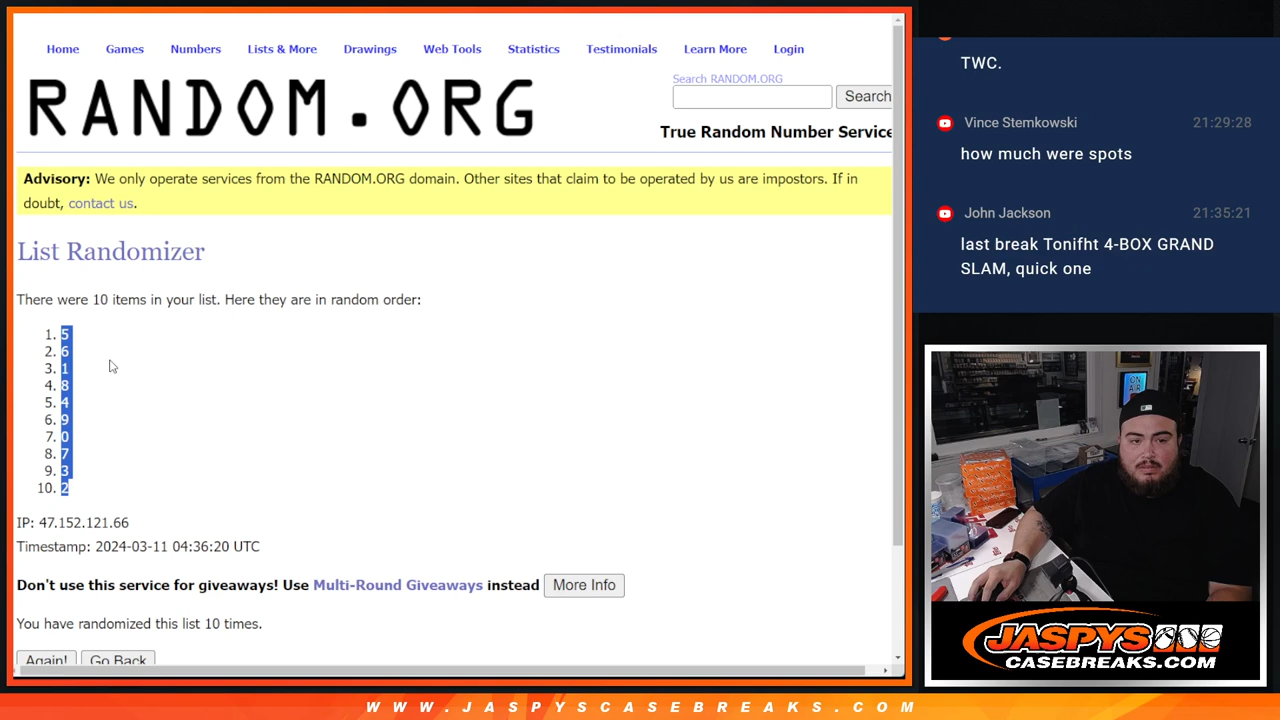 Home Games Numbers Lists & More Drawings Web Tools Statistics Testimonials Learn More Login
RANDOM.ORG
Search RANDOM.ORG
Search
True Random Number Service
Advisory: We only operate services from the RANDOM.ORG domain. Other sites that claim to be operated by us are impostors. If in
doubt, contact us.
List Randomizer
There were 10 items in your list. Here they are in random order:
1. 5
2. 6
3. 1
4. 8
5. 4
6. 9
7. 0
8. 7
9. 3
10. 2
IP: 47.152.121.66
Timestamp: 2024-03-11 04:36:20 UTC
Don't use this service for giveaways! Use Multi-Round Giveaways instead More Info
You have randomized this list 10 times.
Again! Go Back
TWC.
Vince Stemkowski 21:29:28
how much were spots
John Jackson 21:35:21
last break Tonifht 4-BOX GRAND
SLAM, quick one
ON
AIR
JASPYS
CASEBREAKS.COM
WWW.JASPYSCASEBREAKS.COM